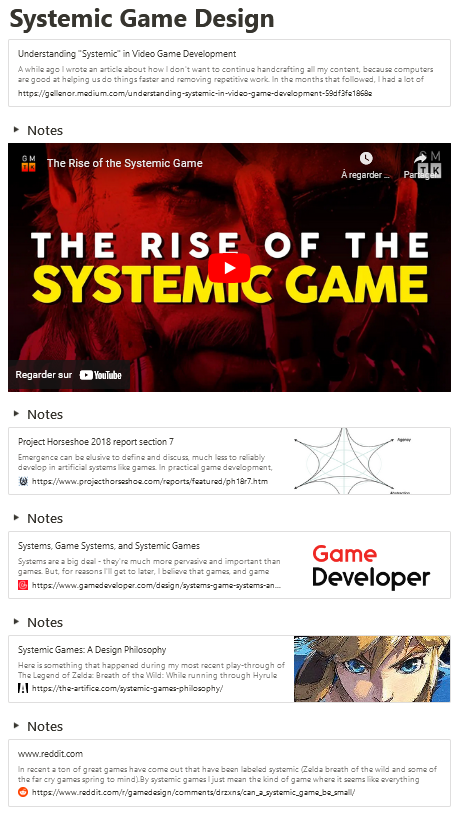 Systemic Game Design
Understanding "Systemic" in Video Game Development
A while ago I wrote an article about how I don't want to continue handcrafting all my content, because computers
are good at helping us do things faster and removing repetitive work. In the months that followed, I had a lot of
https://gellenor.medium.com/understanding-systemic-in-video-game-development-59df3fe1868e
Notes
GM
TK
The Rise of the Systemic Game
À regarder ...
Partager
GM
TK
THE RISE OF THE
SYSTEMIC GAME
Regarder sur YouTube
Notes
Project Horseshoe 2018 report section 7
Emergence can be elusive to define and discuss, much less to reliably
develop in artificial systems like games. In practical game development,
https://www.projecthorseshoe.com/reports/featured/ph18r7.htm
Agency
Abstraction
Notes
Systems, Game Systems, and Systemic Games
Systems are a big deal – they're much more pervasive and important than
games. But, for reasons I'll get to later, I believe that games, and game
https://www.gamedeveloper.com/design/systems-game-systems-an...
Game
Developer
Notes
Systemic Games: A Design Philosophy
Here is something that happened during my most recent play-through of
The Legend of Zelda: Breath of the Wild: While running through Hyrule
https://the-artifice.com/systemic-games-philosophy/
Notes
www.reddit.com
In recent a ton of great games have come out that have been labeled systemic (Zelda breath of the wild and some of
the far cry games spring to mind).By systemic games I just mean the kind of game where it seems like everything
https://www.reddit.com/r/gamedesign/comments/drzxns/can_a_systemic_game_be_small/